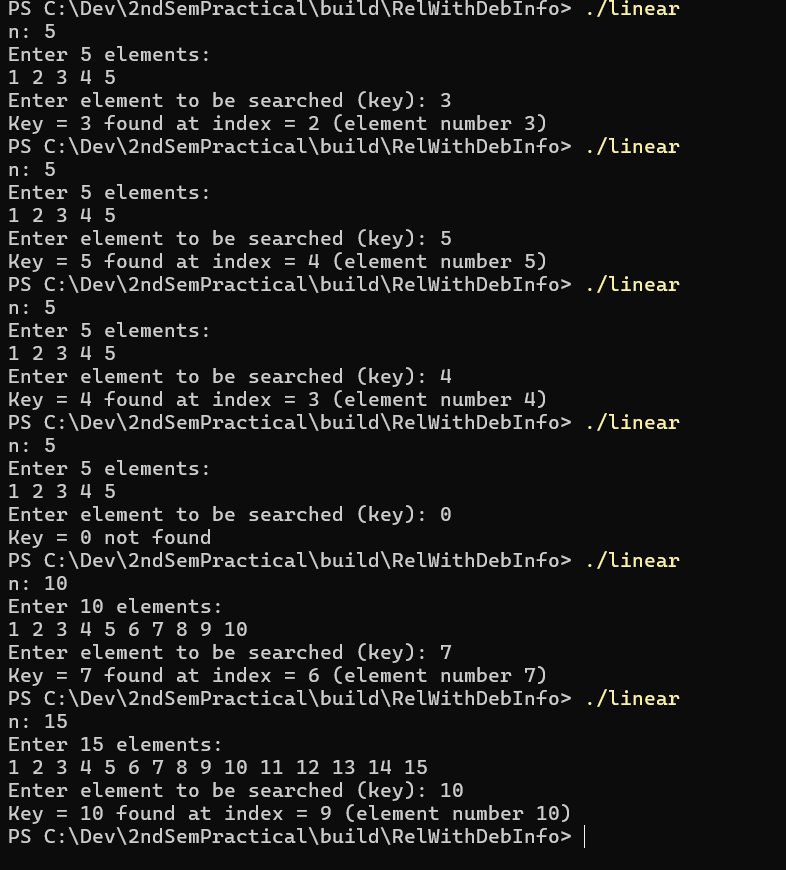 PS C:\Dev\2ndSemPractical\build\RelWithDebInfo> ./linear
n: 5
Enter 5 elements:
1 2 3 4 5
Enter element to be searched (key): 3
Key = 3 found at index = 2 (element number 3)
PS C:\Dev\2ndSemPractical\build\RelWithDebInfo> ./linear
n: 5
Enter 5 elements:
1 2 3 4 5
Enter element to be searched (key): 5
Key = 5 found at index = 4 (element number 5)
PS C:\Dev\2ndSemPractical\build\RelWithDebInfo> ./linear
n: 5
Enter 5 elements:
1 2 3 4 5
Enter element to be searched (key): 4
Key = 4 found at index = 3 (element number 4)
PS C:\Dev\2ndSemPractical\build\RelWithDebInfo> ./linear
n: 5
Enter 5 elements:
1 2 3 4 5
Enter element to be searched (key): 0
Key = 0 not found
PS C:\Dev\2ndSemPractical\build\RelWithDebInfo> ./linear
n: 10
Enter 10 elements:
1 2 3 4 5 6 7 8 9 10
Enter element to be searched (key): 7
Key = 7 found at index = 6 (element number 7)
PS C:\Dev\2ndSemPractical\build\RelWithDebInfo> ./linear
n: 15
Enter 15 elements:
1 2 3 4 5 6 7 8 9 10 11 12 13 14 15
Enter element to be searched (key): 10
Key = 10 found at index = 9 (element number 10)
PS C:\Dev\2ndSemPractical\build\RelWithDebInfo>